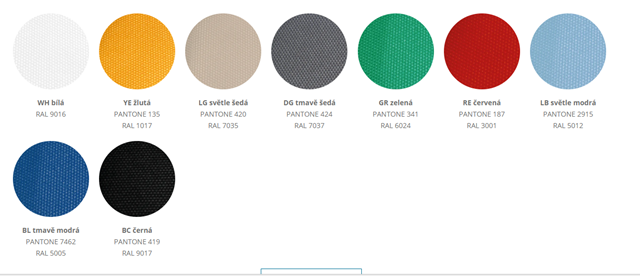 WH bílá
RAL 9016
YE žlutá
PANTONE 135
RAL 1017
LG světle šedá
PANTONE 420
RAL 7035
DG tmavě šedá
PANTONE 424
RAL 7037
GR zelená
PANTONE 341
RAL 6024
RE červená
PANTONE 187
RAL 3001
LB světle modrá
PANTONE 2915
RAL 5012
BL tmavě modrá
PANTONE 7462
RAL 5005
BC černá
PANTONE 419
RAL 9017